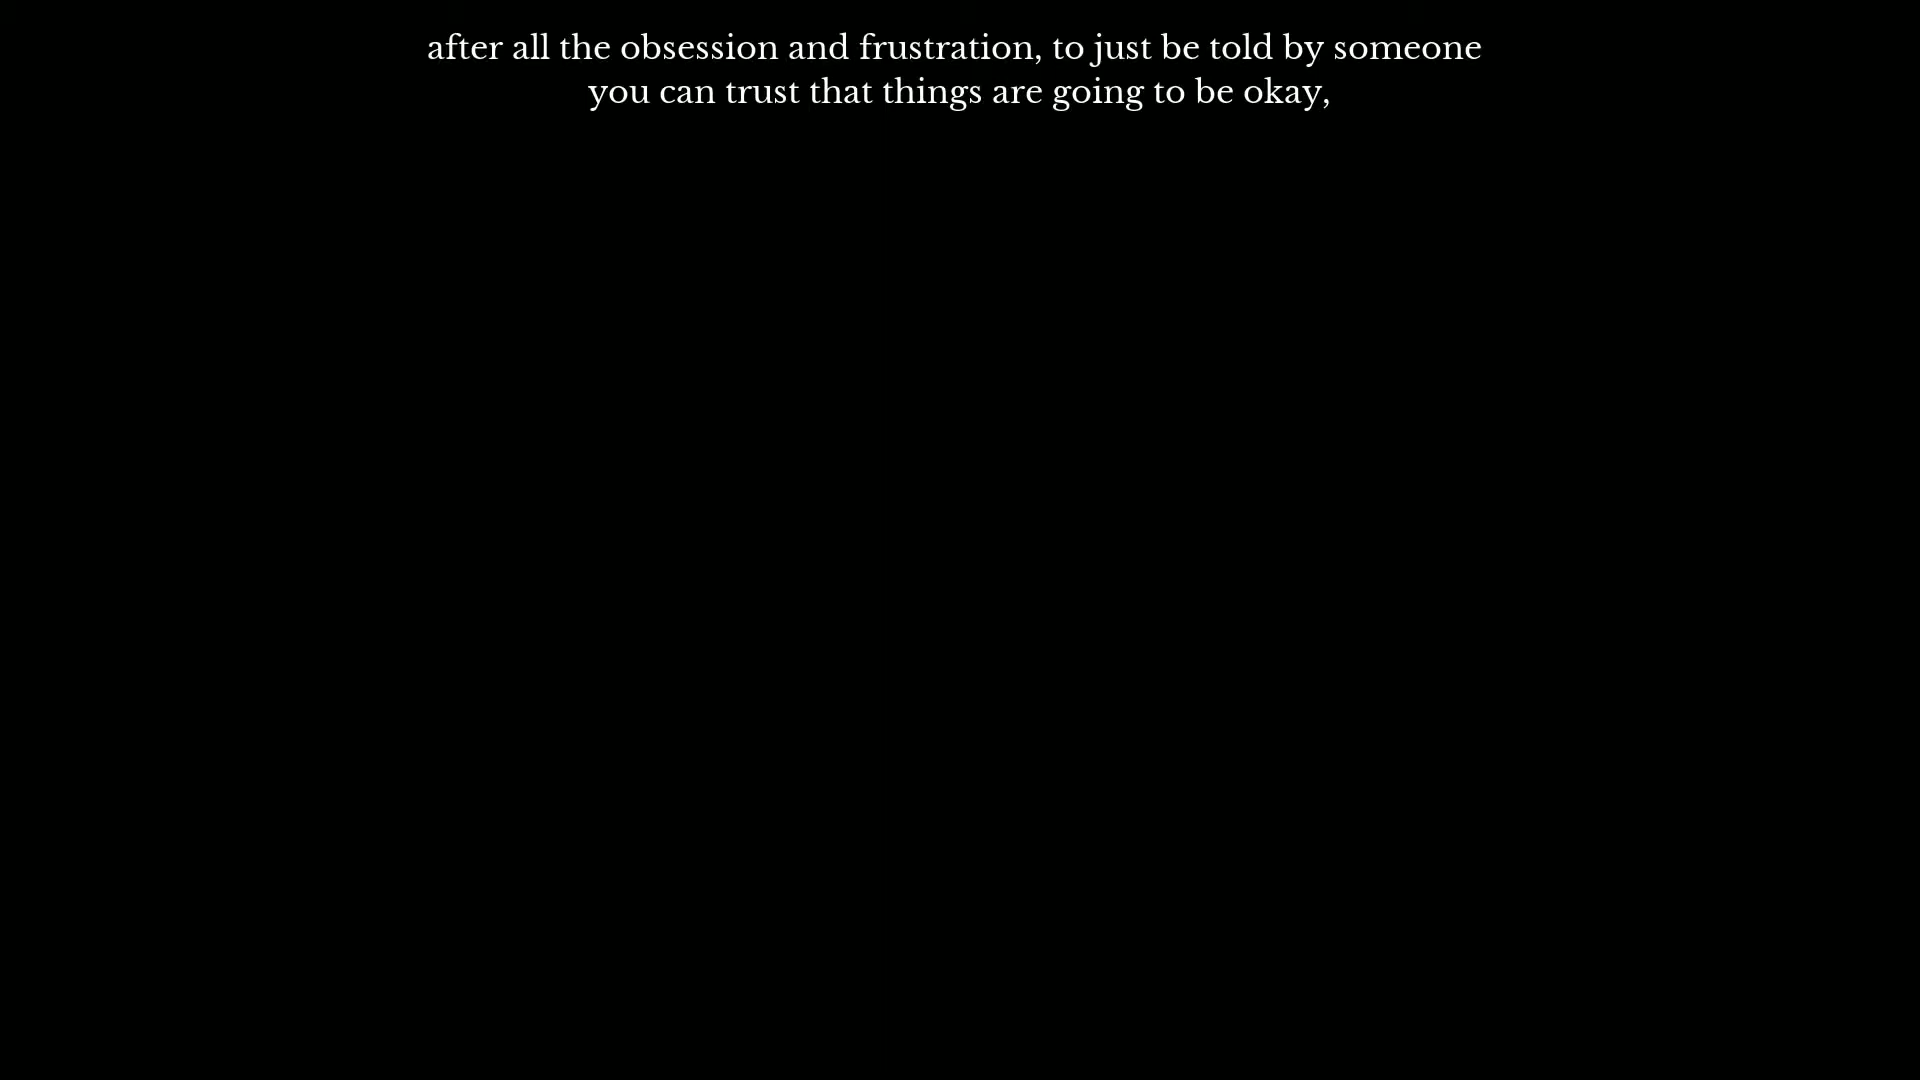 after all the obsession and frustration, to just be told by someone
you can trust that things are going to be okay,